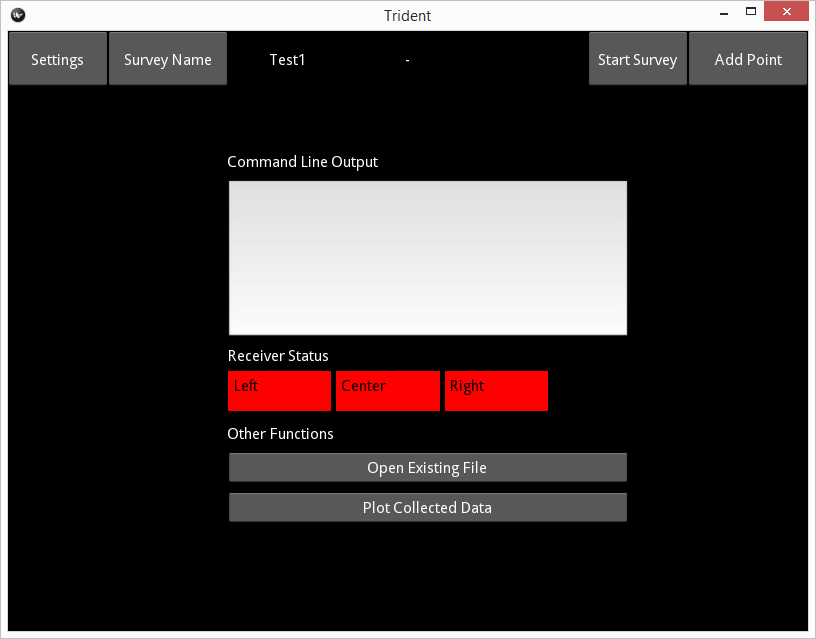 Trident
Settings Survey Name Test1 - Start Survey Add Point
Command Line Output
Receiver Status
Left Center Right
Other Functions
Open Existing File
Plot Collected Data